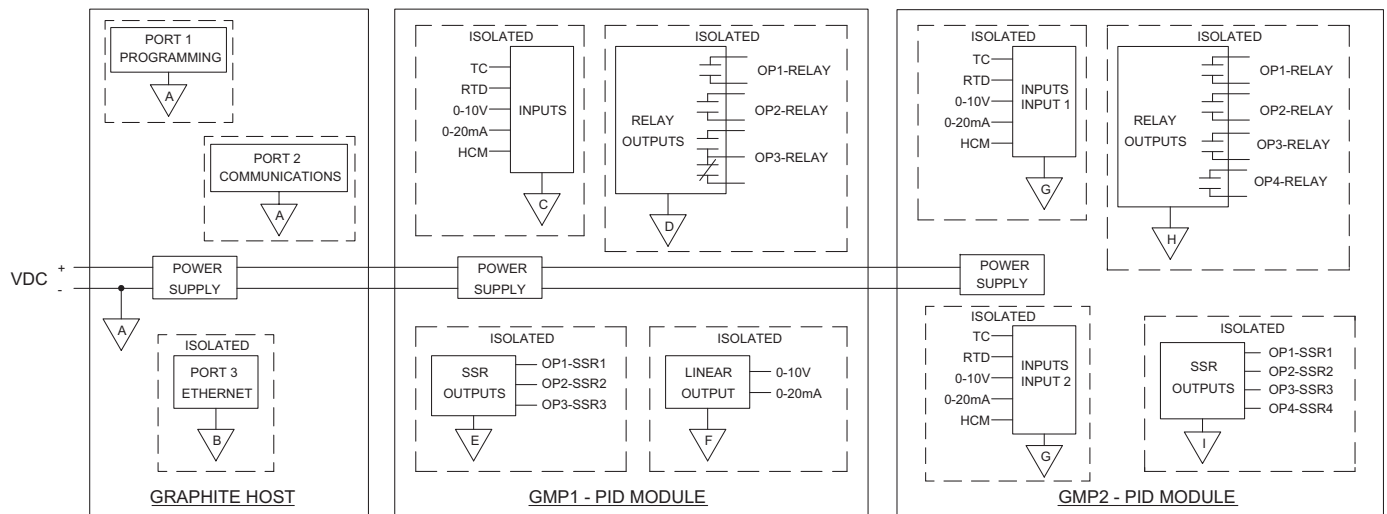 PORT 1
PROGRAMMING
A
PORT 2
COMMUNICATIONS
A
VDC
+
-
POWER
SUPPLY
A
ISOLATED
PORT 3
ETHERNET
B
GRAPHITE HOST
ISOLATED
TC
RTD
0-10V
0-20mA
HCM
INPUTS
C
ISOLATED
RELAY
OUTPUTS
OP1-RELAY
OP2-RELAY
OP3-RELAY
D
POWER
SUPPLY
ISOLATED
SSR
OUTPUTS
OP1-SSR1
OP2-SSR2
OP3-SSR3
E
ISOLATED
LINEAR
OUTPUT
0-10V
0-20mA
F
GMP1 - PID MODULE
ISOLATED
TC
RTD
0-10V
0-20mA
HCM
INPUTS
INPUT 1
G
ISOLATED
RELAY
OUTPUTS
OP1-RELAY
OP2-RELAY
OP3-RELAY
OP4-RELAY
H
POWER
SUPPLY
ISOLATED
TC
RTD
0-10V
0-20mA
HCM
INPUTS
INPUT 2
G
ISOLATED
SSR
OUTPUTS
OP1-SSR1
OP2-SSR2
OP3-SSR3
OP4-SSR4
I
GMP2 - PID MODULE